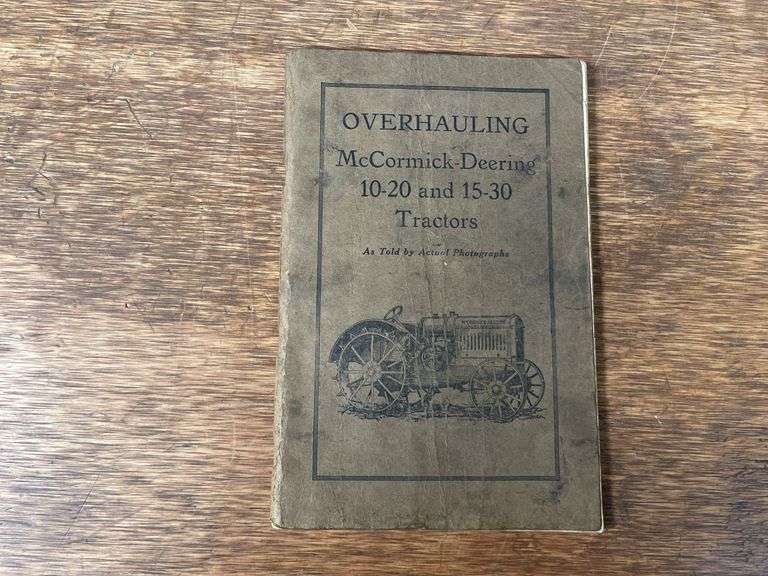 OVERHAULING
McCormick-Deering
10-20 and 15-30
Tractors
As Told by Actual Photographs